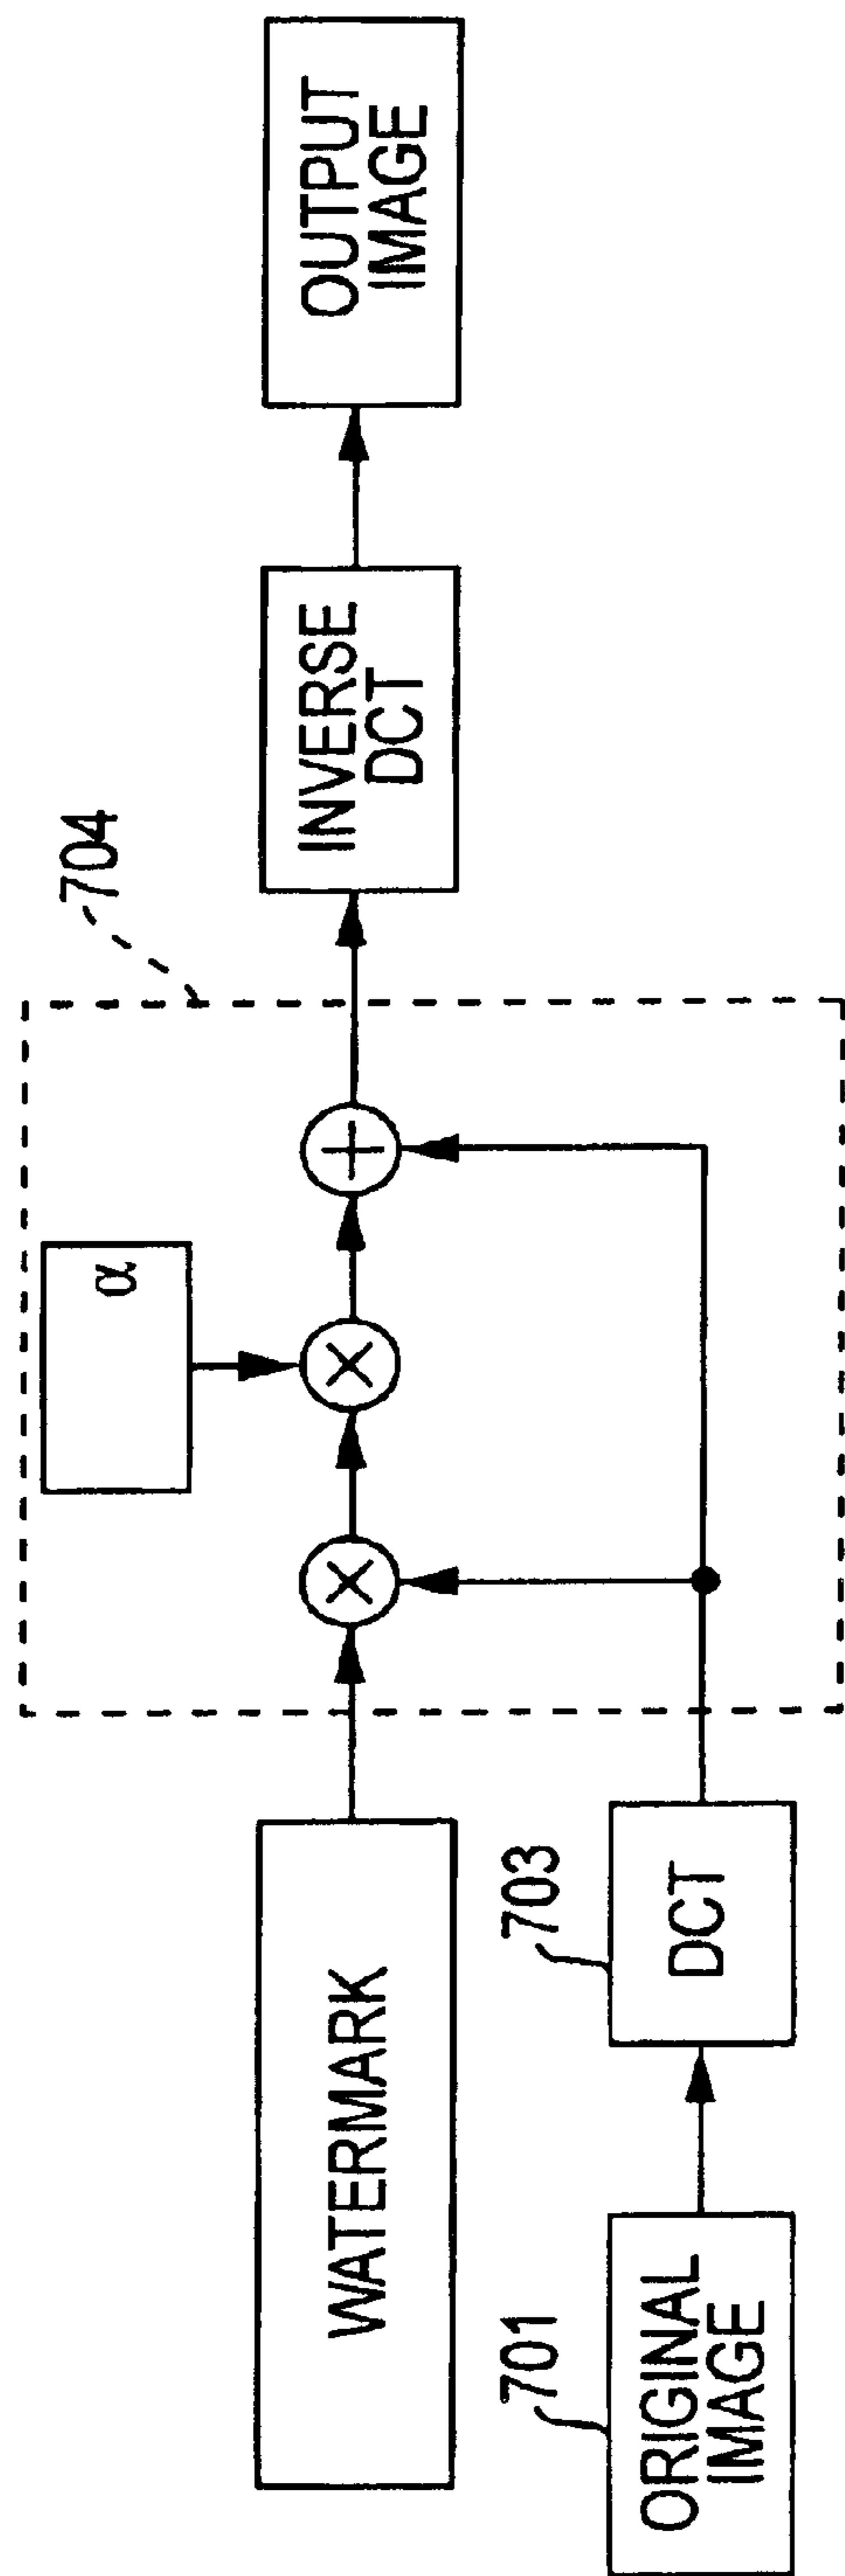 704
α
WATERMARK
INVERSE
DCT
OUTPUT
IMAGE
701
ORIGINAL
IMAGE
703
DCT